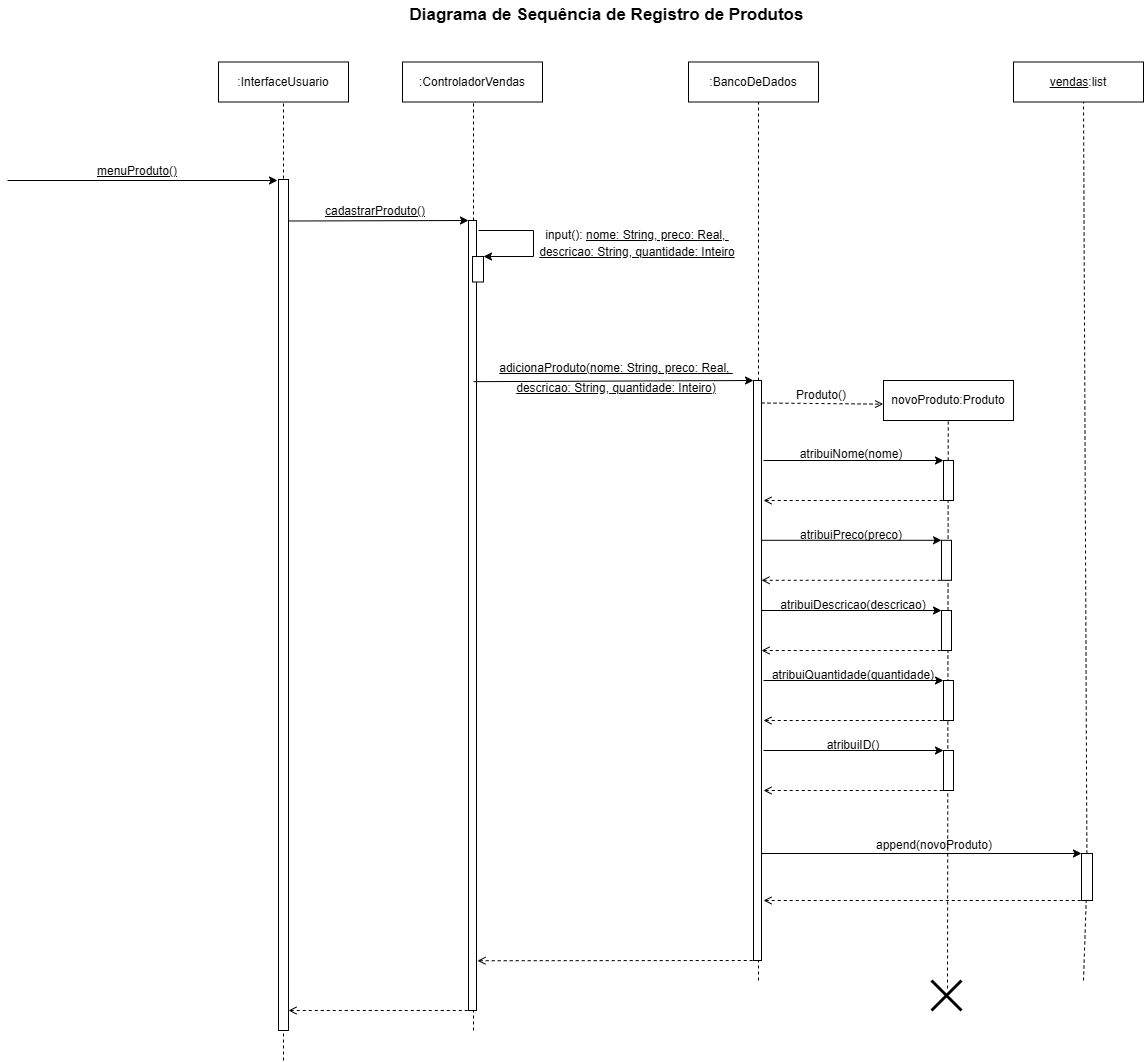 Diagrama de Sequência de Registro de Produtos
:InterfaceUsuario
:ControladorVendas
:BancoDeDados
vendas:list
menuProduto()
cadastrarProduto()
input(): nome: String, preco: Real,
descricao: String, quantidade: Inteiro
adicionaProduto(nome: String, preco: Real,
descricao: String, quantidade: Inteiro)
Produto()
novoProduto:Produto
atribuiNome(nome)
atribuiPreco(preco)
atribuiDescricao(descricao)
atribuiQuantidade(quantidade)
atribuiID()
append(novoProduto)